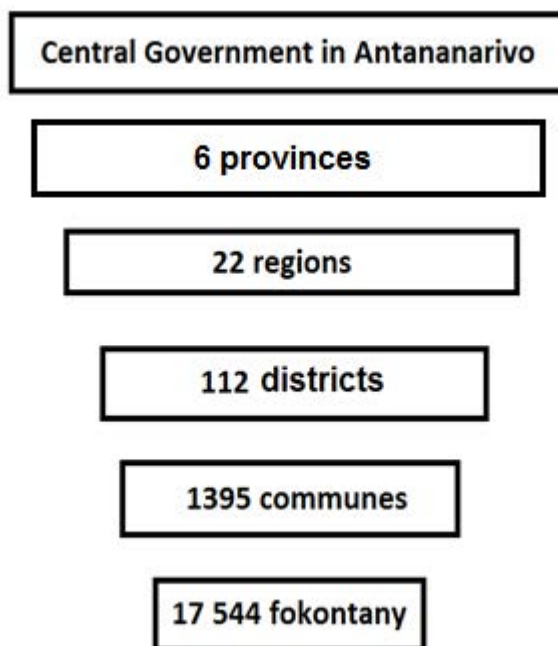 Central Government in Antananarivo
6 provinces
22 regions
112 districts
1395 communes
17 544 fokontany